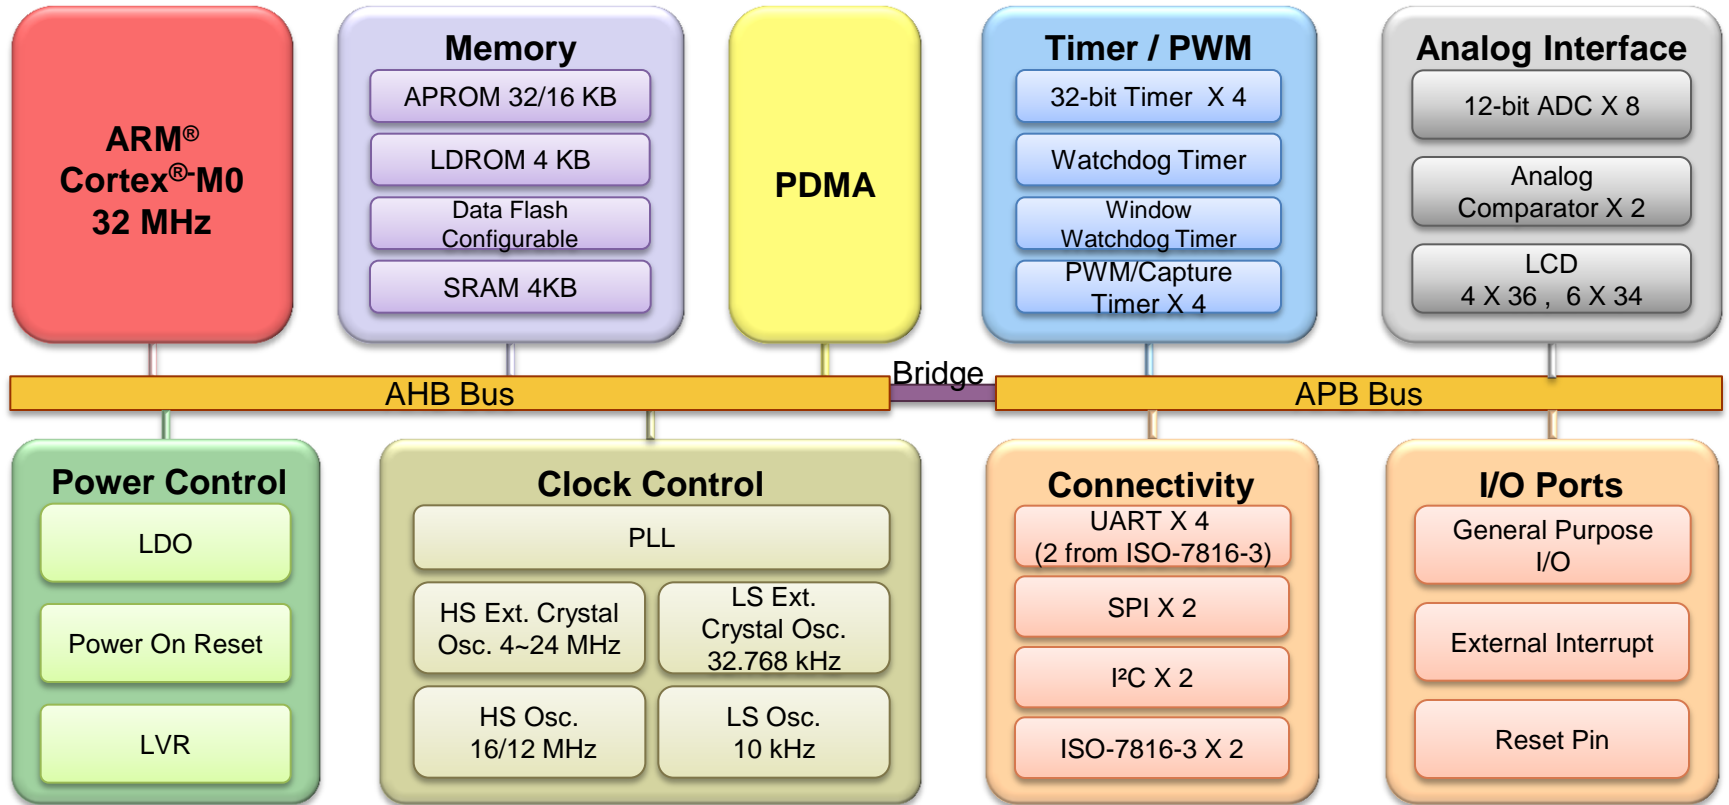 ARM®
Cortex®-M0
32 MHz
Memory
APROM 32/16 KB
LDROM 4 KB
Data Flash
Configurable
SRAM 4KB
PDMA
Timer / PWM
32-bit Timer X 4
Watchdog Timer
Window
Watchdog Timer
PWM/Capture
Timer X 4
Analog Interface
12-bit ADC X 8
Analog
Comparator X 2
LCD
4 X 36 , 6 X 34
AHB Bus
Bridge
APB Bus
Power Control
LDO
Power On Reset
LVR
Clock Control
PLL
HS Ext. Crystal
Osc. 4~24 MHz
LS Ext.
Crystal Osc.
32.768 kHz
HS Osc.
16/12 MHz
LS Osc.
10 kHz
Connectivity
UART X 4
(2 from ISO-7816-3)
SPI X 2
I²C X 2
ISO-7816-3 X 2
I/O Ports
General Purpose
I/O
External Interrupt
Reset Pin